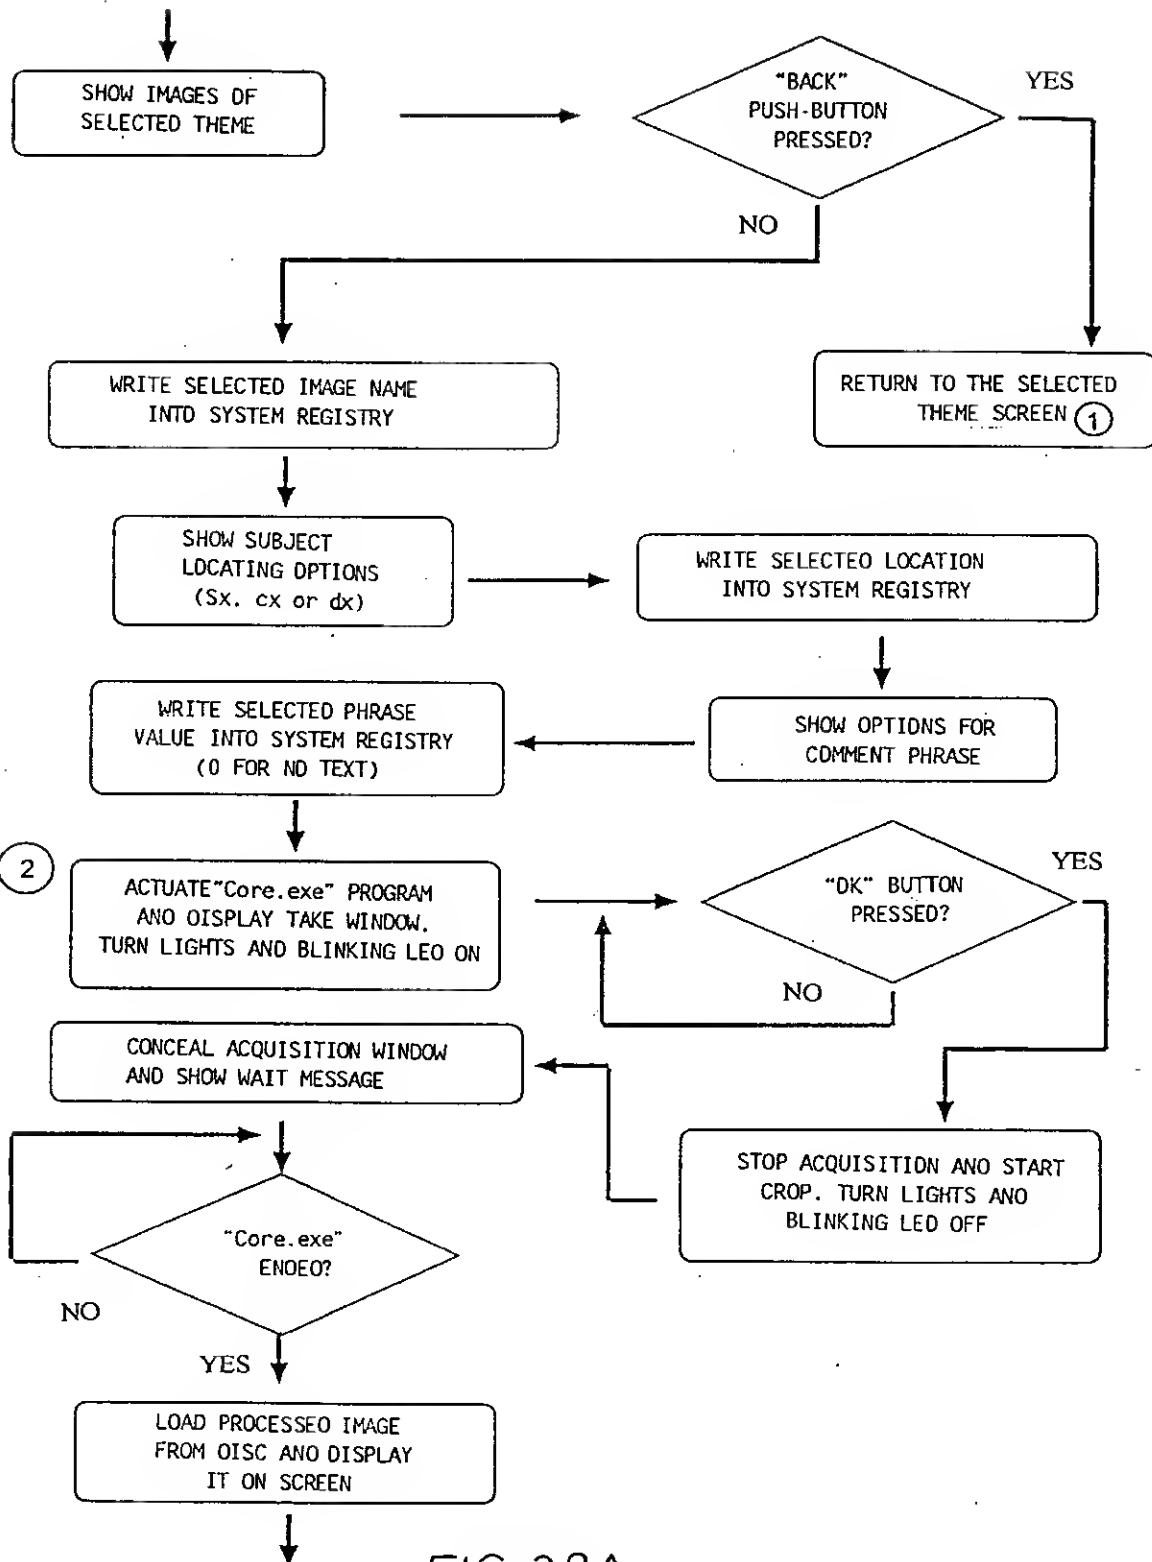 SHOW IMAGES OF
SELECTED THEME
"BACK"
PUSH-BUTTON
PRESSED?
YES
NO
WRITE SELECTED IMAGE NAME
INTO SYSTEM REGISTRY
RETURN TO THE SELECTED
THEME SCREEN 1
SHOW SUBJECT
LOCATING OPTIONS
(Sx. cx or dx)
WRITE SELECTEO LOCATION
INTO SYSTEM REGISTRY
WRITE SELECTED PHRASE
VALUE INTO SYSTEM REGISTRY
(0 FOR NO TEXT)
SHOW OPTIONS FOR
COMMENT PHRASE
2
ACTUATE"Core.exe" PROGRAM
ANO OISPLAY TAKE WINDOW.
TURN LIGHTS AND BLINKING LEO ON
"OK" BUTTON
PRESSED?
YES
NO
CONCEAL ACQUISITION WINDOW
AND SHOW WAIT MESSAGE
STOP ACQUISITION ANO START
CROP. TURN LIGHTS ANO
BLINKING LED OFF
"Core.exe"
ENOEO?
NO
YES
LOAD PROCESSEO IMAGE
FROM OISC ANO DISPLAY
IT ON SCREEN